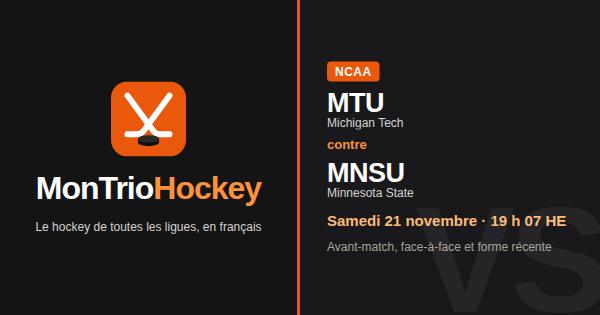 MonTrioHockey
Le hockey de toutes les ligues, en français
NCAA
MTU
Michigan Tech
contre
MNSU
Minnesota State
Samedi 21 novembre · 19 h 07 HE
Avant-match, face-à-face et forme récente
VS